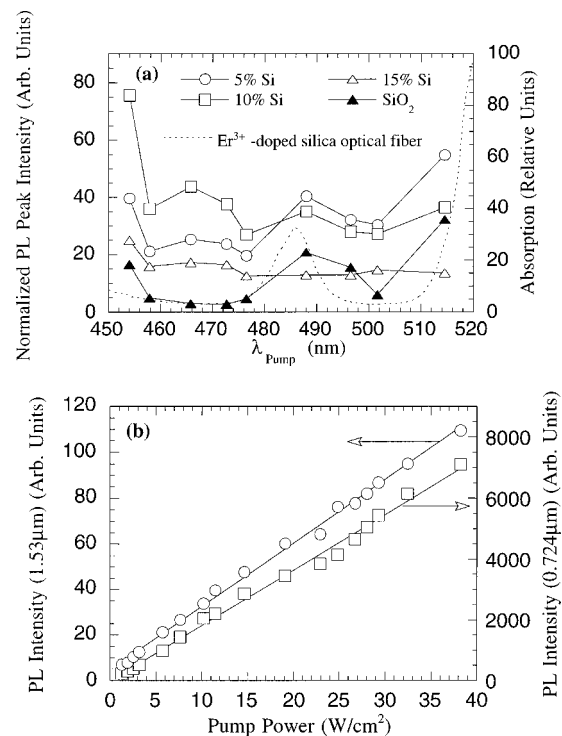 (a)
5% Si
15% Si
10% Si
SiO2
Er3+ -doped silica optical fiber
Normalized PL Peak Intensity (Arb. Units)
80
60
40
20
0
100
80
60
40
20
0
Absorption (Relative Units)
450 460 470 480 490 500 510 520
λPump (nm)
(b)
PL Intensity (1.53μm) (Arb. Units)
120
100
80
60
40
20
0
8000
6000
4000
2000
0
PL Intensity (0.724μm) (Arb. Units)
0 5 10 15 20 25 30 35 40
Pump Power (W/cm2)